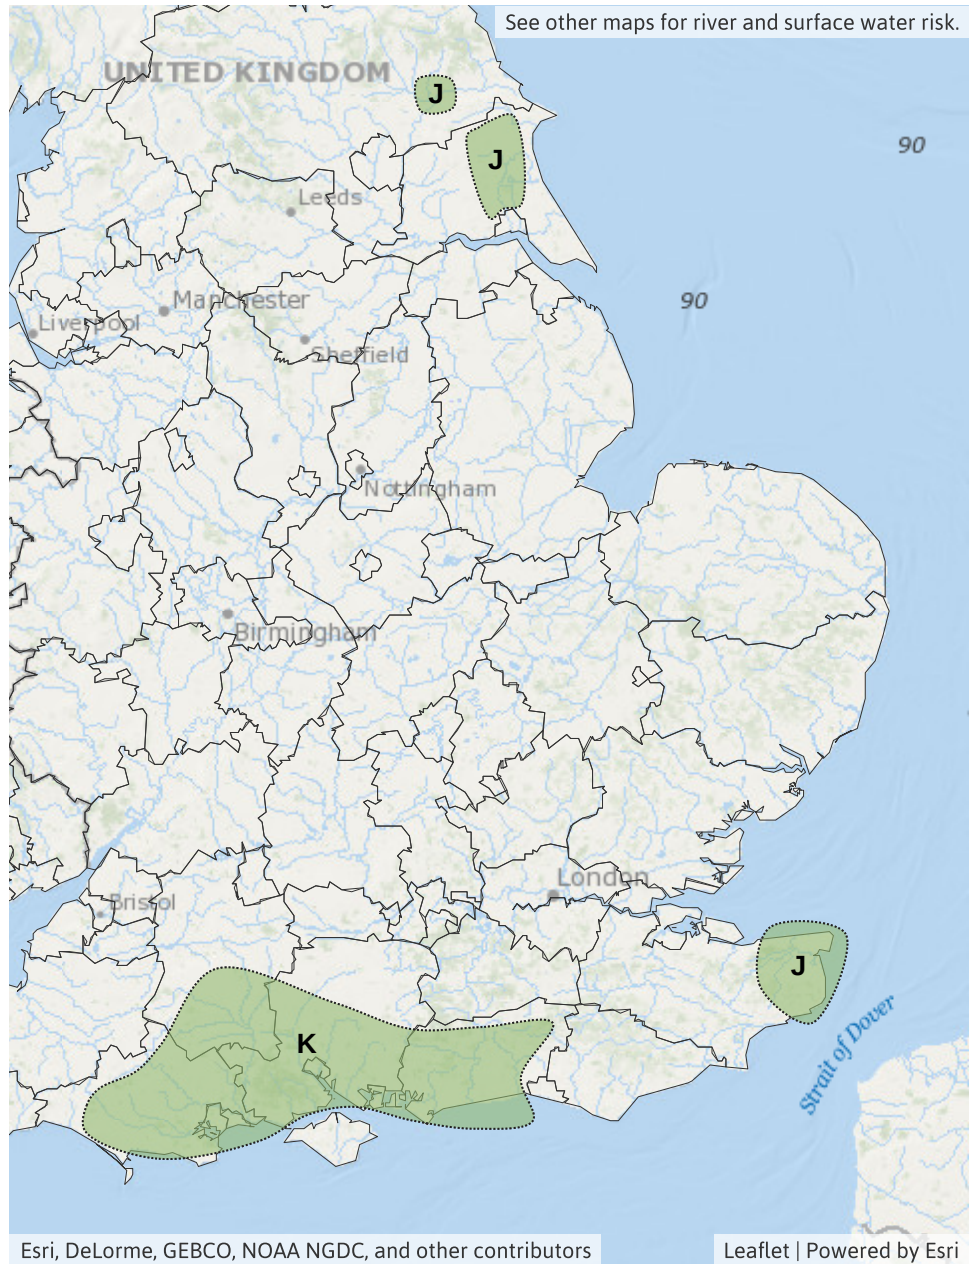 See other maps for river and surface water risk.
UNITED KINGDOM
J
90
J
Leeds
Manchester
90
Liverpool
Sheffield
Nottingham
Birmingham
London
Bristol
J
Strait of Dover
K
Esri, DeLorme, GEBCO, NOAA NGDC, and other contributors
Leaflet | Powered by Esri